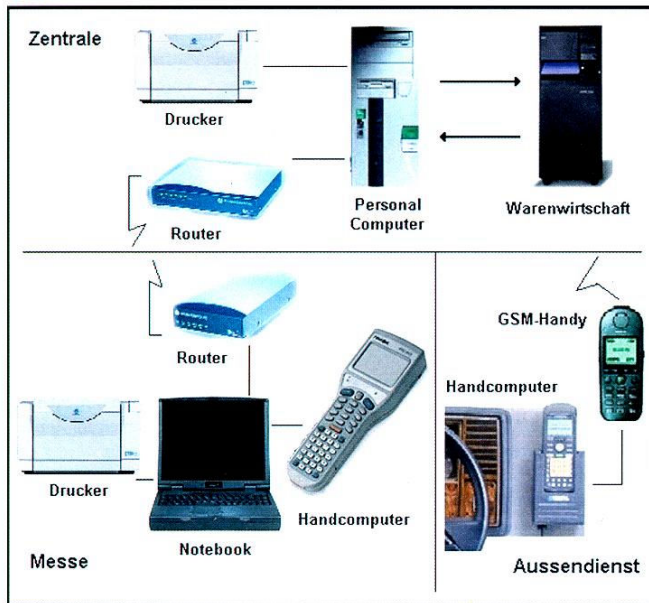 Zentrale
Drucker
Personal
Computer
Warenwirtschaft
Router
Router
GSM-Handy
Handcomputer
Drucker
Handcomputer
Notebook
Messe
Aussendienst